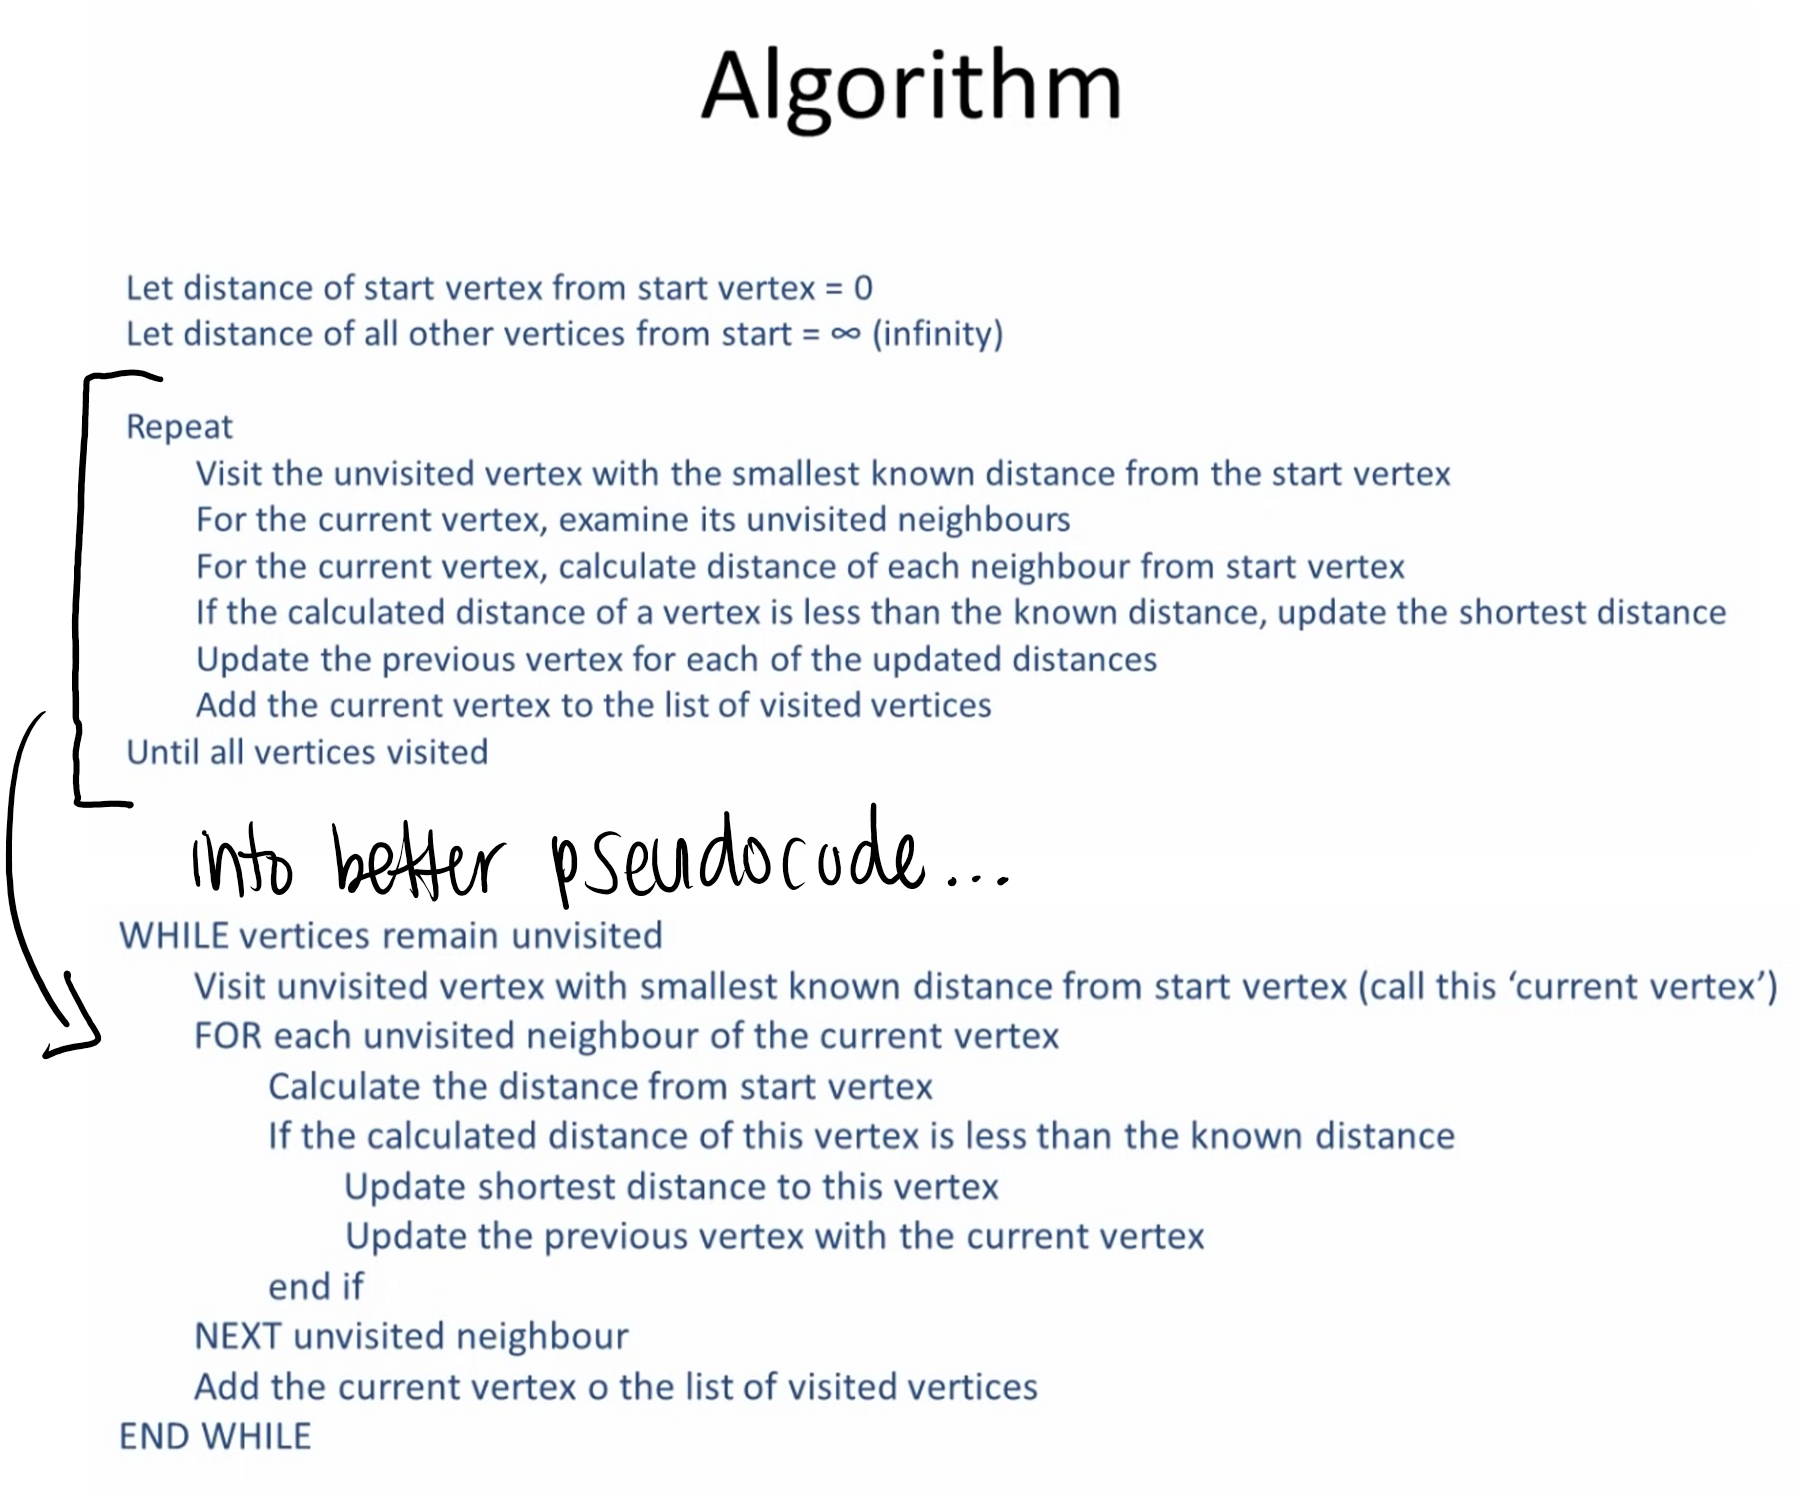 Algorithm
Let distance of start vertex from start vertex = 0
Let distance of all other vertices from start = ∞ (infinity)
Repeat
Visit the unvisited vertex with the smallest known distance from the start vertex
For the current vertex, examine its unvisited neighbours
For the current vertex, calculate distance of each neighbour from start vertex
If the calculated distance of a vertex is less than the known distance, update the shortest distance
Update the previous vertex for each of the updated distances
Add the current vertex to the list of visited vertices
Until all vertices visited
into better pseudocode...
WHILE vertices remain unvisited
Visit unvisited vertex with smallest known distance from start vertex (call this ‘current vertex’)
FOR each unvisited neighbour of the current vertex
Calculate the distance from start vertex
If the calculated distance of this vertex is less than the known distance
Update shortest distance to this vertex
Update the previous vertex with the current vertex
end if
NEXT unvisited neighbour
Add the current vertex o the list of visited vertices
END WHILE